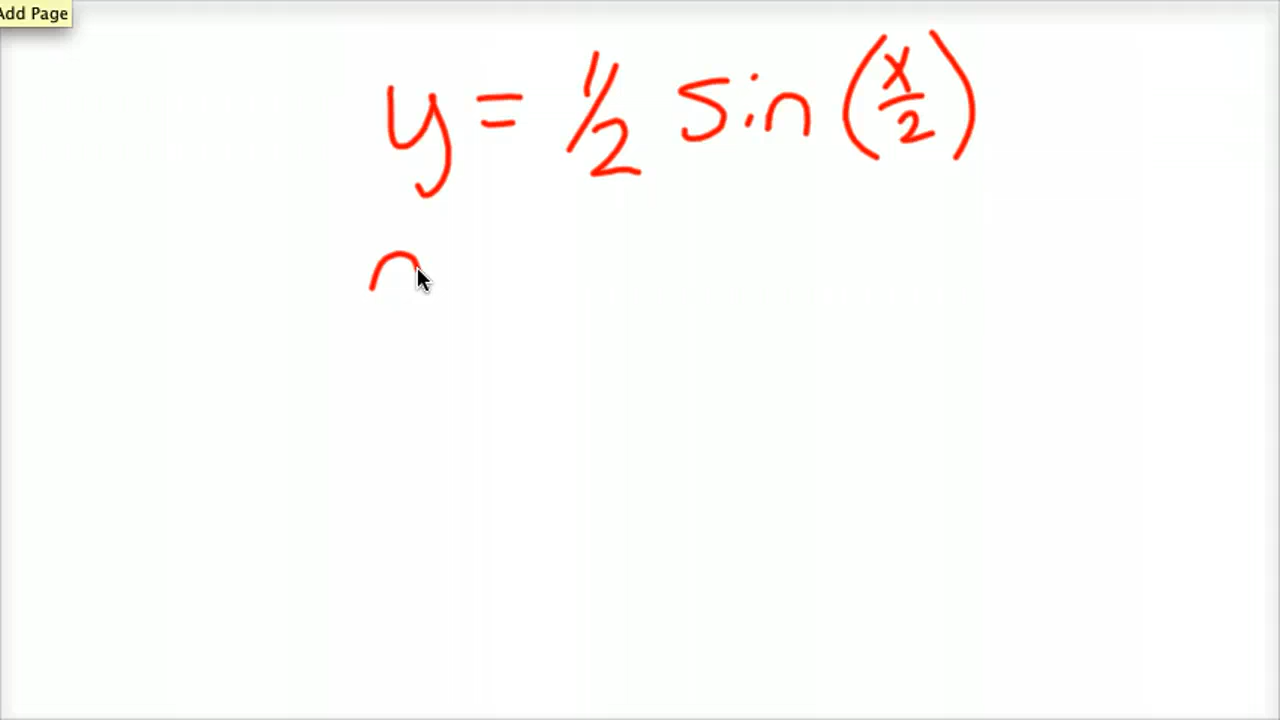 Add Page
y = 1/2 sin (x/2)